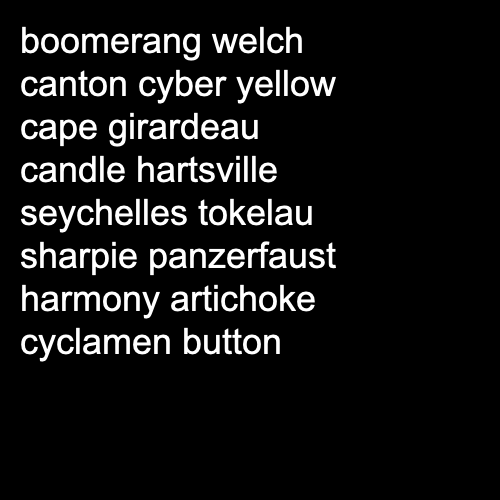 boomerang welch
canton cyber yellow
cape girardeau
candle hartsville
seychelles tokelau
sharpie panzerfaust
harmony artichoke
cyclamen button